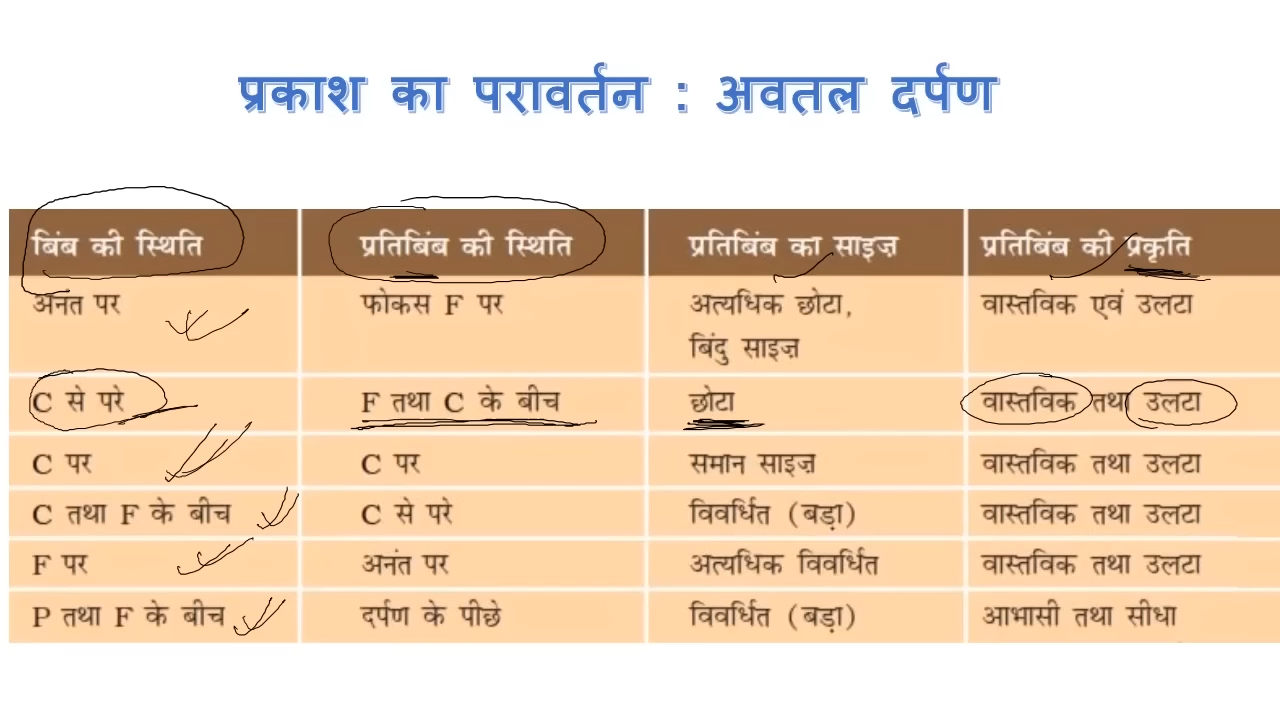 प्रकाश का परावर्तन : अवतल दर्पण
बिंब की स्थिति प्रतिबिंब की स्थिति प्रतिबिंब का साइज़ प्रतिबिंब की प्रकृति
अनंत पर फोकस F पर अत्यधिक छोटा, वास्तविक एवं उलटा
बिंदु साइज़
C से परे F तथा C के बीच छोटा वास्तविक तथा उलटा
C पर C पर समान साइज़ वास्तविक तथा उलटा
C तथा F के बीच C से परे विवर्धित (बड़ा) वास्तविक तथा उलटा
F पर अनंत पर अत्यधिक विवर्धित वास्तविक तथा उलटा
P तथा F के बीच दर्पण के पीछे विवर्धित (बड़ा) आभासी तथा सीधा